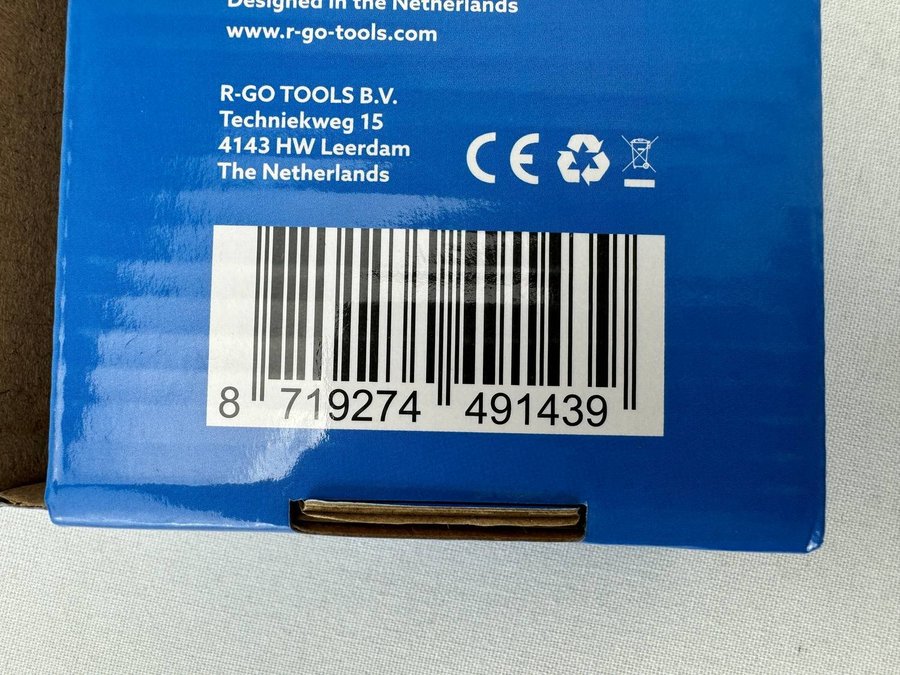 Designed in the Netherlands
www.r-go-tools.com
R-GO TOOLS B.V.
Techniekweg 15
4143 HW Leerdam
The Netherlands
CE
8 719274 491439